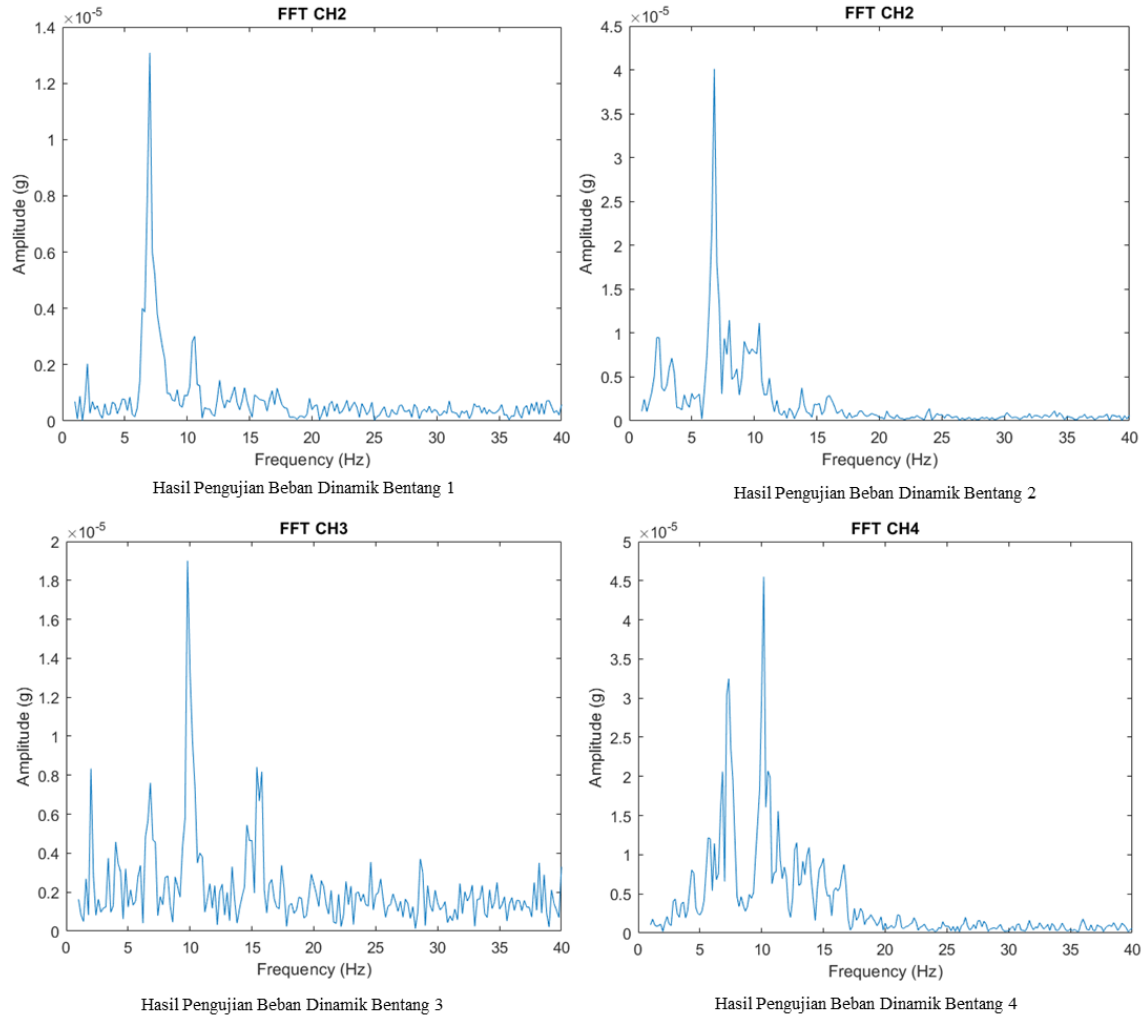 FFT CH2
×10⁻⁵
1.4
1.2
1
0.8
0.6
0.4
0.2
0
Amplitude (g)
0 5 10 15 20 25 30 35 40
Frequency (Hz)
Hasil Pengujian Beban Dinamik Bentang 1
FFT CH2
×10⁻⁵
4.5
4
3.5
3
2.5
2
1.5
1
0.5
0
Amplitude (g)
0 5 10 15 20 25 30 35 40
Frequency (Hz)
Hasil Pengujian Beban Dinamik Bentang 2
FFT CH3
×10⁻⁵
2
1.8
1.6
1.4
1.2
1
0.8
0.6
0.4
0.2
0
Amplitude (g)
0 5 10 15 20 25 30 35 40
Frequency (Hz)
Hasil Pengujian Beban Dinamik Bentang 3
FFT CH4
×10⁻⁵
5
4.5
4
3.5
3
2.5
2
1.5
1
0.5
0
Amplitude (g)
0 5 10 15 20 25 30 35 40
Frequency (Hz)
Hasil Pengujian Beban Dinamik Bentang 4